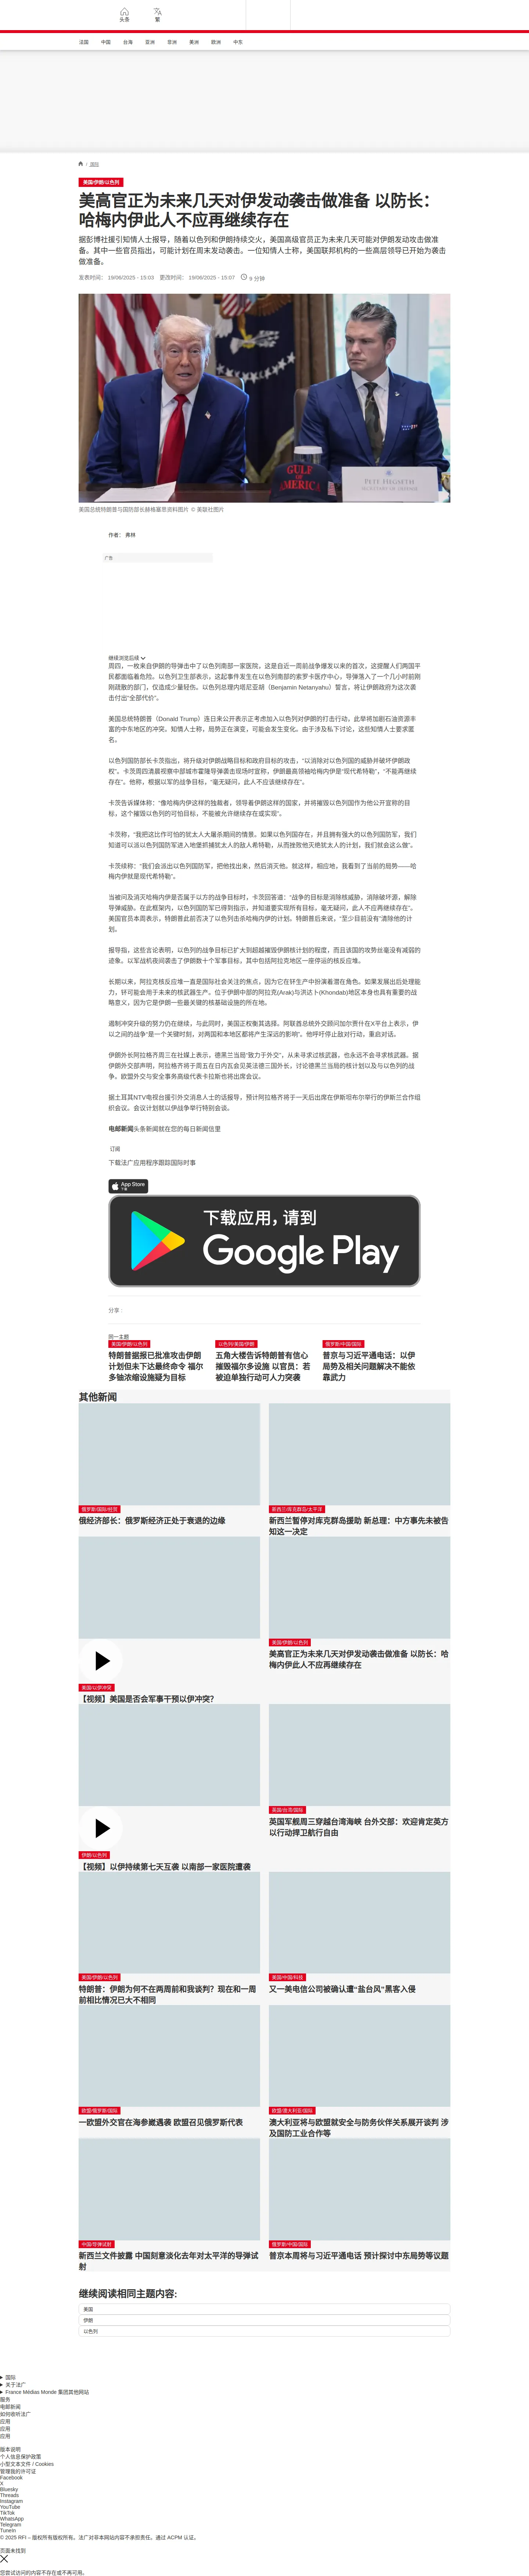 头条
繁
法国
中国
台海
亚洲
非洲
美洲
欧洲
中东
/ 国际
美国/伊朗/以色列
美高官正为未来几天对伊发动袭击做准备 以防长：
哈梅内伊此人不应再继续存在
据彭博社援引知情人士报导，随着以色列和伊朗持续交火，美国高级官员正为未来几天可能对伊朗发动攻击做准
备。其中一些官员指出，可能计划在周末发动袭击。一位知情人士称，美国联邦机构的一些高层领导已开始为袭击
做准备。
发表时间： 19/06/2025 - 15:03 更改时间： 19/06/2025 - 15:07 9 分钟
GULF OF AMERICA
PETE HEGSETH
美国总统特朗普与国防部长赫格塞思资料图片 © 美联社图片
作者： 弗林
广告
继续浏览后续
周四，一枚来自伊朗的导弹击中了以色列南部一家医院，这是自近一周前战争爆发以来的首次，这提醒人们两国平
民都面临着危险。以色列卫生部表示，这起事件发生在以色列南部的索罗卡医疗中心，导弹落入了一个几小时前刚
刚疏散的部门，仅造成少量轻伤。以色列总理内塔尼亚胡（Benjamin Netanyahu）誓言，将让伊朗政府为这次袭
击付出“全部代价”。
美国总统特朗普（Donald Trump）连日来公开表示正考虑加入以色列对伊朗的打击行动，此举将加剧石油资源丰
富的中东地区的冲突。知情人士称，局势正在演变，可能会发生变化。由于涉及私下讨论，这些知情人士要求匿
名。
以色列国防部长卡茨指出，将升级对伊朗战略目标和政府目标的攻击，“以消除对以色列国的威胁并破坏伊朗政
权”。卡茨周四清晨视察中部城市霍隆导弹袭击现场时宣称，伊朗最高领袖哈梅内伊是“现代希特勒”，“不能再继续
存在”。他称，根据以军的战争目标，“毫无疑问，此人不应该继续存在”。
卡茨告诉媒体称：“像哈梅内伊这样的独裁者，领导着伊朗这样的国家，并将摧毁以色列国作为他公开宣称的目
标，这个摧毁以色列的可怕目标，不能被允许继续存在或实现”。
卡茨称，“我把这比作可怕的犹太人大屠杀期间的情景。如果以色列国存在，并且拥有强大的以色列国防军，我们
知道可以派以色列国防军进入地堡抓捕犹太人的敌人希特勒，从而挫败他灭绝犹太人的计划，我们就会这么做”。
卡茨续称：“我们会派出以色列国防军，把他找出来，然后消灭他。就这样，相应地，我看到了当前的局势——哈
梅内伊就是现代希特勒”。
当被问及消灭哈梅内伊是否属于以方的战争目标时，卡茨回答道：“战争的目标是消除核威胁，消除破坏源，解除
导弹威胁。在此框架内，以色列国防军已得到指示，并知道要实现所有目标，毫无疑问，此人不应再继续存在”。
美国官员本周表示，特朗普此前否决了以色列击杀哈梅内伊的计划。特朗普后来说，“至少目前没有”清除他的计
划。
报导指，这些言论表明，以色列的战争目标已扩大到超越摧毁伊朗核计划的程度，而且该国的攻势丝毫没有减弱的
迹象。以军战机夜间袭击了伊朗数十个军事目标，其中包括阿拉克地区一座停运的核反应堆。
长期以来，阿拉克核反应堆一直是国际社会关注的焦点，因为它在钚生产中扮演着潜在角色。如果发展出后处理能
力，钚可能会用于未来的核武器生产。位于伊朗中部的阿拉克(Arak)与洪达卜(Khondab)地区本身也具有重要的战
略意义，因为它是伊朗一些最关键的核基础设施的所在地。
遏制冲突升级的努力仍在继续，与此同时，美国正权衡其选择。阿联酋总统外交顾问加尔贾什在X平台上表示，伊
以之间的战争“是一个关键时刻，对两国和本地区都将产生深远的影响”。他呼吁停止敌对行动，重启对话。
伊朗外长阿拉格齐周三在社媒上表示，德黑兰当局“致力于外交”，从未寻求过核武器，也永远不会寻求核武器。据
伊朗外交部声明，阿拉格齐将于周五在日内瓦会见英法德三国外长，讨论德黑兰当局的核计划以及与以色列的战
争，欧盟外交与安全事务高级代表卡拉斯也将出席会议。
据土耳其NTV电视台援引外交消息人士的话报导，预计阿拉格齐将于一天后出席在伊斯坦布尔举行的伊斯兰合作组
织会议。会议计划就以伊战争举行特别会谈。
电邮新闻头条新闻就在您的每日新闻信里
订阅
下载法广应用程序跟踪国际时事
App Store
下载
下载应用，请到
Google Play
分享 :
同一主题
美国/伊朗/以色列
特朗普据报已批准攻击伊朗
计划但未下达最终命令 福尔
多铀浓缩设施疑为目标
以色列/美国/伊朗
五角大楼告诉特朗普有信心
摧毁福尔多设施 以官员：若
被迫单独行动可人力突袭
俄罗斯/中国/国际
普京与习近平通电话：以伊
局势及相关问题解决不能依
靠武力
其他新闻
俄罗斯/国际/经贸
俄经济部长：俄罗斯经济正处于衰退的边缘
新西兰/库克群岛/太平洋
新西兰暂停对库克群岛援助 新总理：中方事先未被告
知这一决定
美国/以伊冲突
【视频】美国是否会军事干预以伊冲突？
美国/伊朗/以色列
美高官正为未来几天对伊发动袭击做准备 以防长：哈
梅内伊此人不应再继续存在
伊朗/以色列
【视频】以伊持续第七天互袭 以南部一家医院遭袭
英国/台湾/国际
英国军舰周三穿越台湾海峡 台外交部：欢迎肯定英方
以行动捍卫航行自由
美国/伊朗/以色列
特朗普：伊朗为何不在两周前和我谈判？现在和一周
前相比情况已大不相同
美国/中国/科技
又一美电信公司被确认遭“盐台风”黑客入侵
欧盟/俄罗斯/国际
一欧盟外交官在海参崴遇袭 欧盟召见俄罗斯代表
欧盟/澳大利亚/国际
澳大利亚将与欧盟就安全与防务伙伴关系展开谈判 涉
及国防工业合作等
中国/导弹试射
新西兰文件披露 中国刻意淡化去年对太平洋的导弹试
射
俄罗斯/中国/国际
普京本周将与习近平通电话 预计探讨中东局势等议题
继续阅读相同主题内容:
美国
伊朗
以色列
国际
关于法广
France Médias Monde 集团其他网站
服务
电邮新闻
如何收听法广
应用
应用
应用
版本说明
个人信息保护政策
小型文本文件 / Cookies
管理我的许可证
Facebook
X
Bluesky
Threads
Instagram
YouTube
TikTok
WhatsApp
Telegram
TuneIn
© 2025 RFI – 版权所有版权所有。法广对非本网站内容不承担责任。通过 ACPM 认证。
页面未找到
您尝试访问的内容不存在或不再可用。